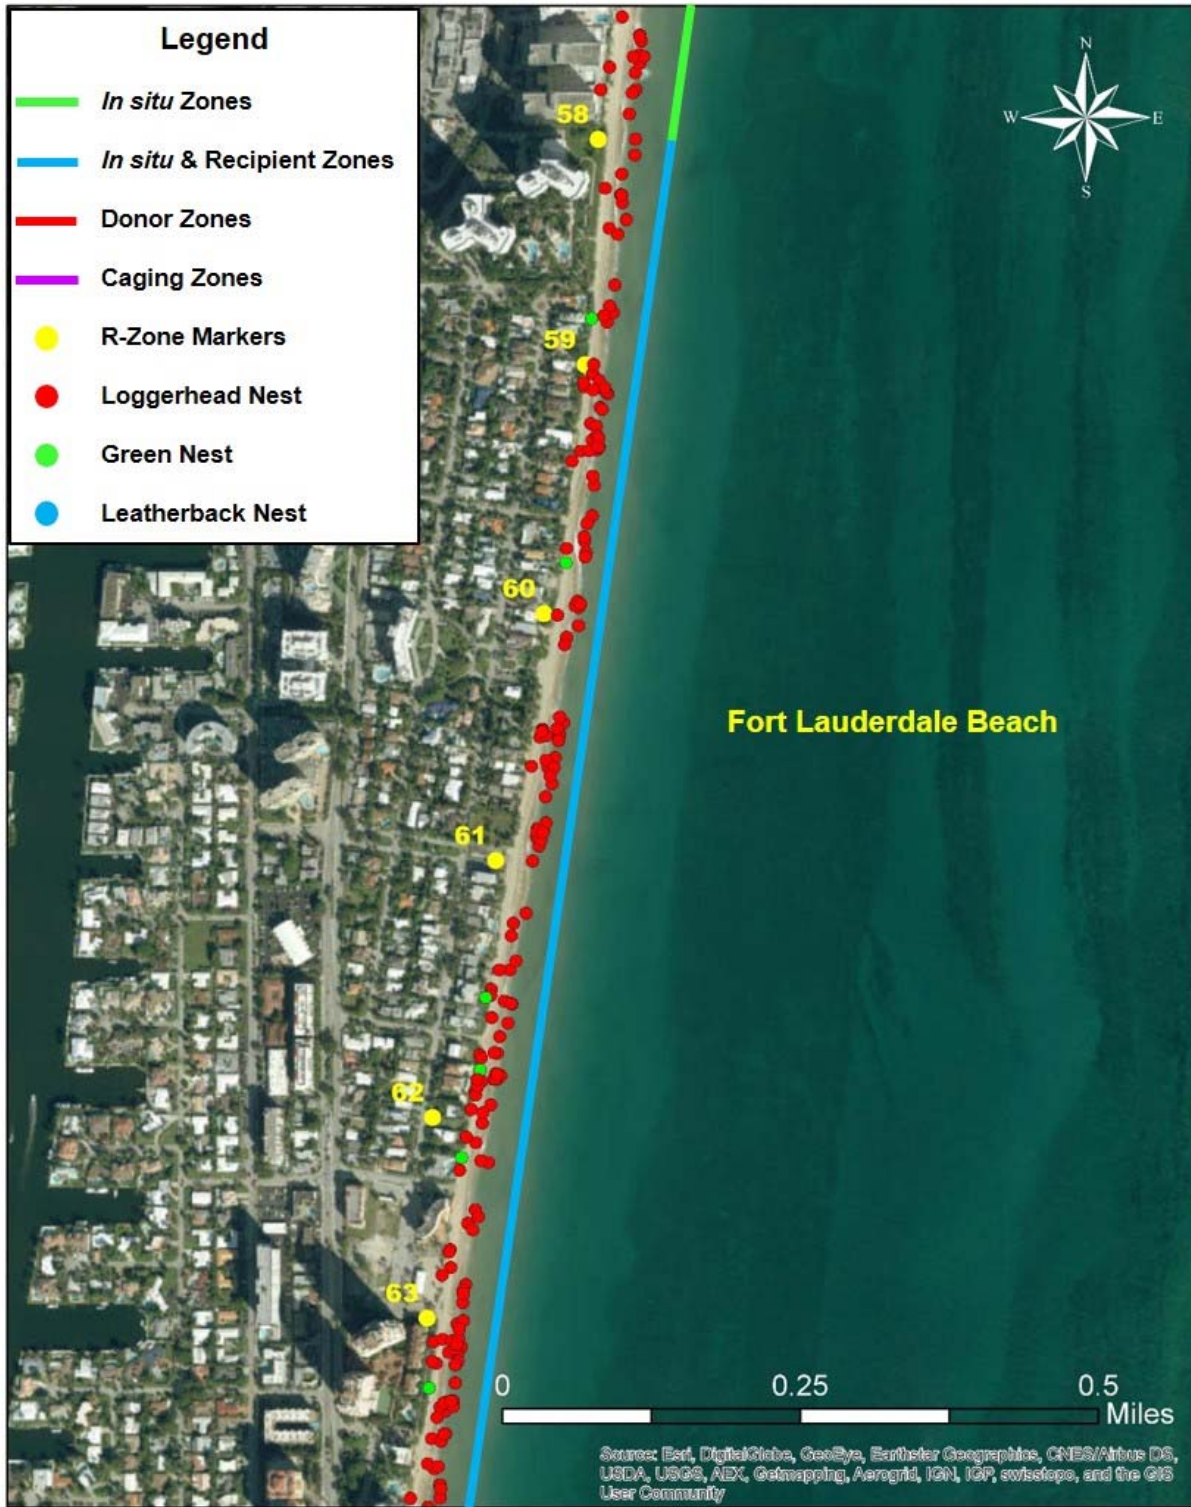 Legend
In situ Zones
In situ & Recipient Zones
Donor Zones
Caging Zones
R-Zone Markers
Loggerhead Nest
Green Nest
Leatherback Nest
N
W E
S
58
59
60
Fort Lauderdale Beach
61
62
63
0 0.25 0.5
Miles
Source: Esri, DigitalGlobe, GeoEye, Earthstar Geographics, CNES/Airbus DS,
USDA, USGS, AEX, Getmapping, Aerogrid, IGN, IGP, swisstopo, and the GIS
User Community